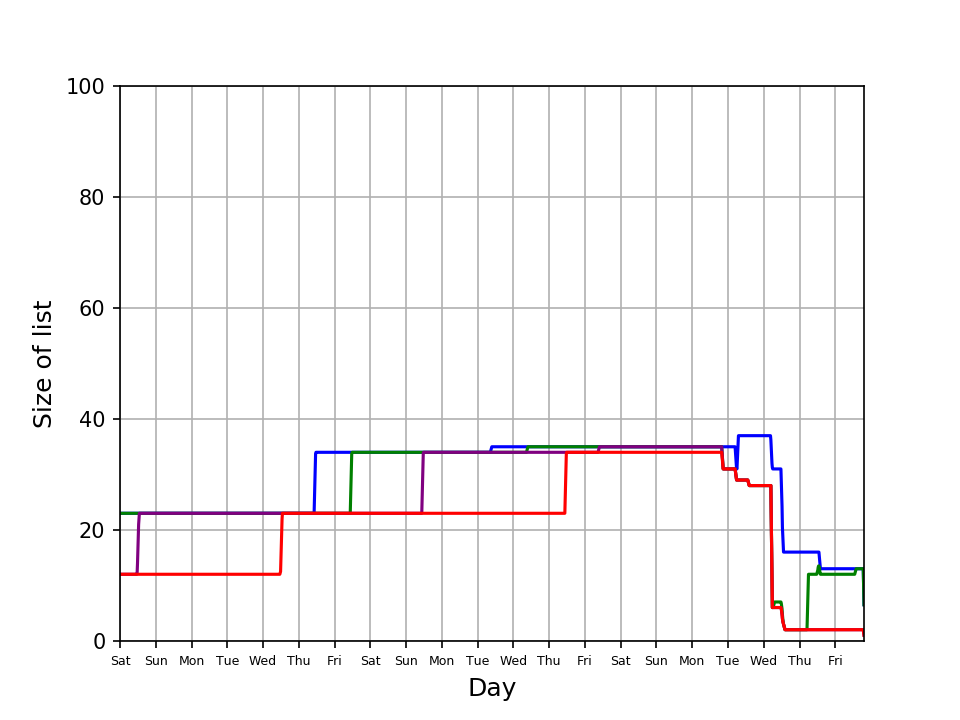 100
80
60
40
20
0
Size of list
Sat Sun Mon Tue Wed Thu Fri Sat Sun Mon Tue Wed Thu Fri Sat Sun Mon Tue Wed Thu Fri
Day